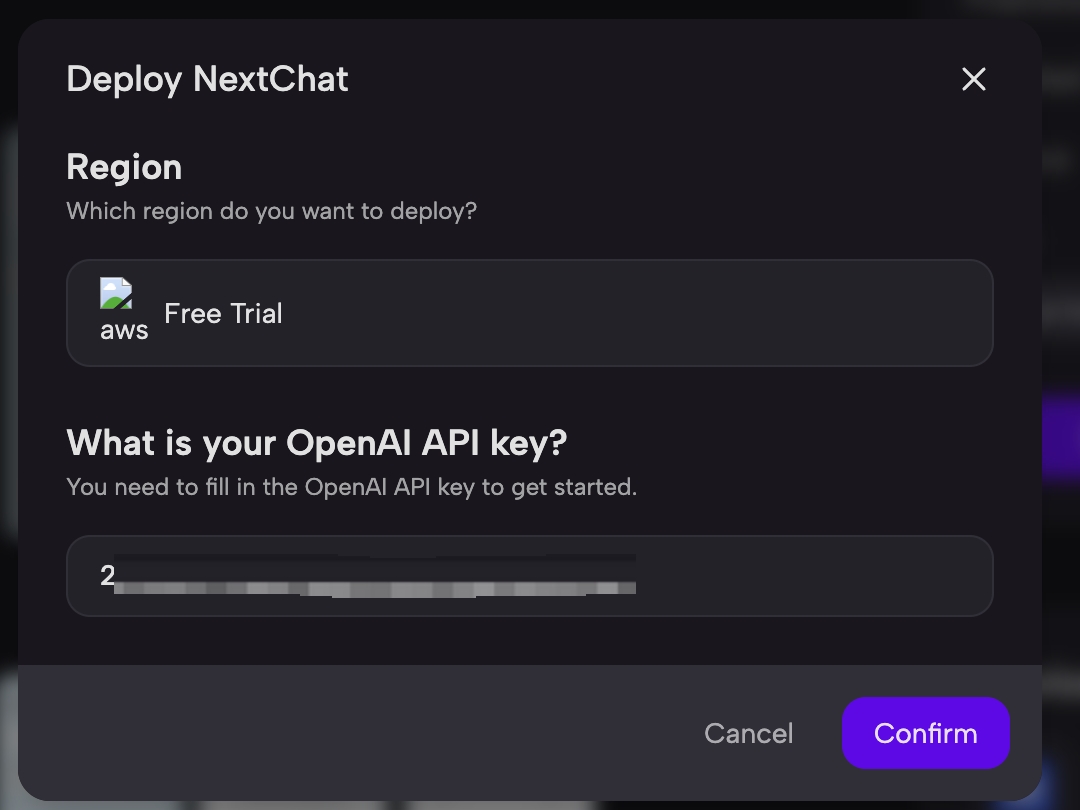 Deploy NextChat
Region
Which region do you want to deploy?
aws Free Trial
What is your OpenAI API key?
You need to fill in the OpenAI API key to get started.
2
Cancel Confirm